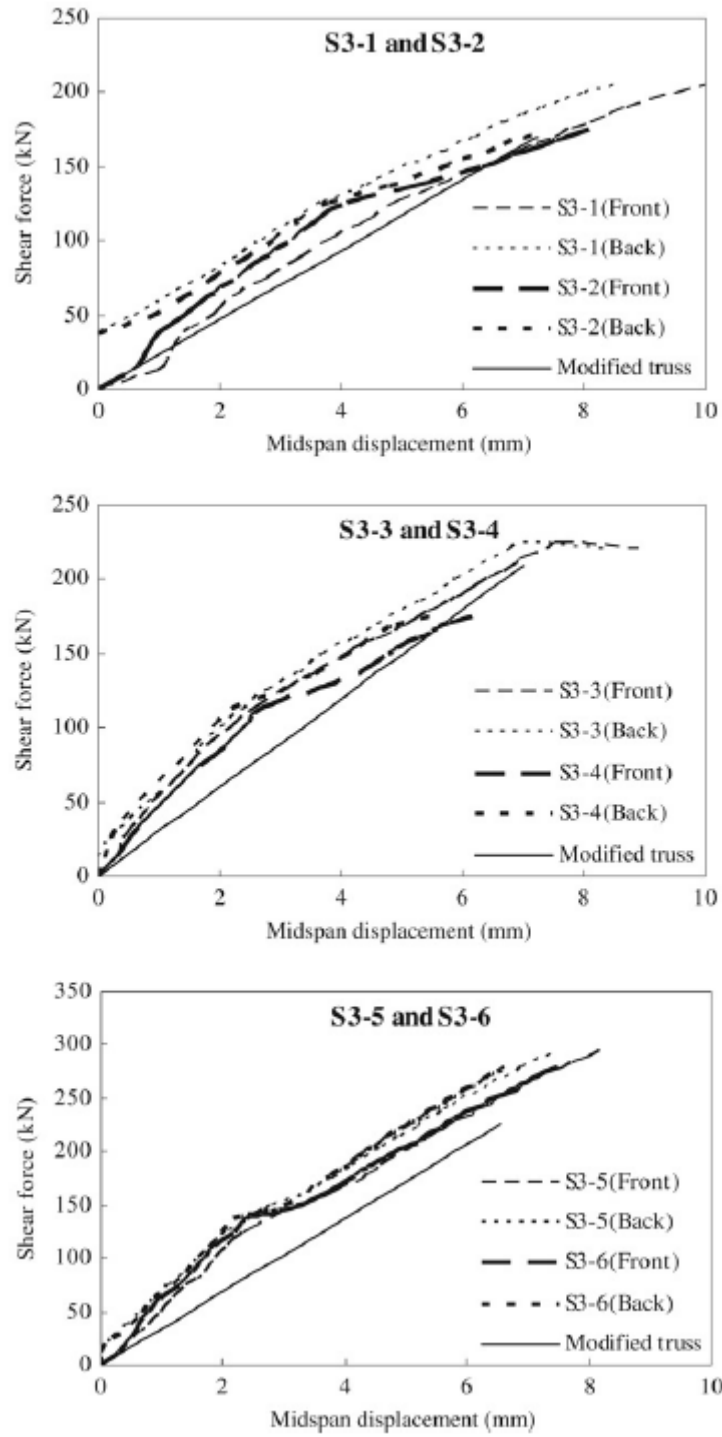 S3-1 and S3-2
250
200
150
100
50
0
Shear force (kN)
S3-1(Front)
S3-1(Back)
S3-2(Front)
S3-2(Back)
Modified truss
0 2 4 6 8 10
Midspan displacement (mm)
S3-3 and S3-4
250
200
150
100
50
0
Shear force (kN)
S3-3(Front)
S3-3(Back)
S3-4(Front)
S3-4(Back)
Modified truss
0 2 4 6 8 10
Midspan displacement (mm)
S3-5 and S3-6
350
300
250
200
150
100
50
0
Shear force (kN)
S3-5(Front)
S3-5(Back)
S3-6(Front)
S3-6(Back)
Modified truss
0 2 4 6 8 10
Midspan displacement (mm)